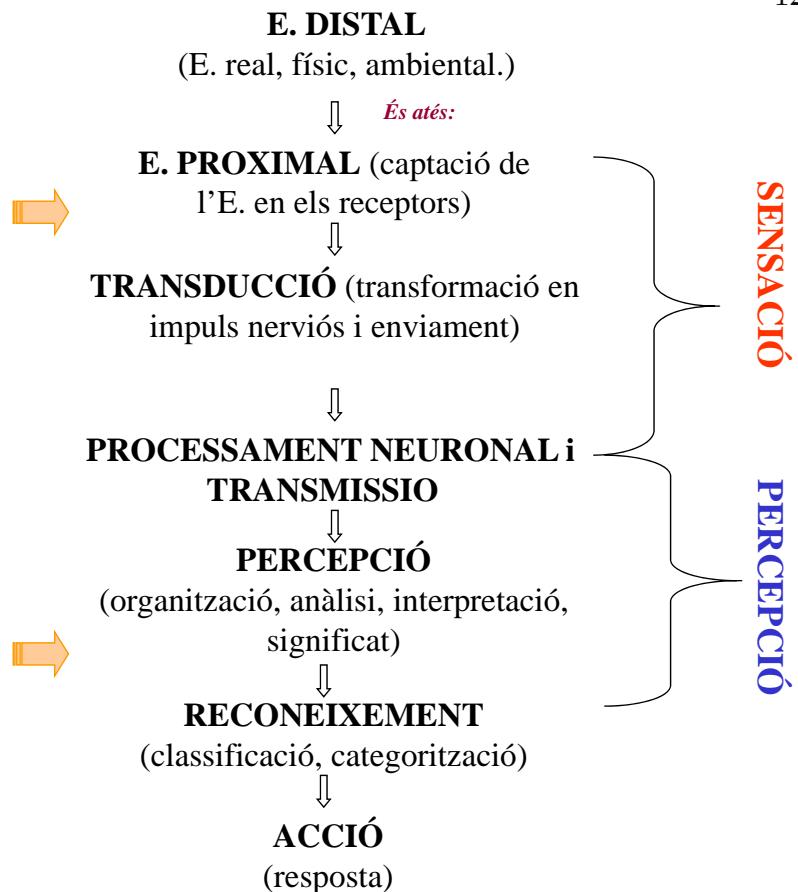 12
E. DISTAL
(E. real, físic, ambiental.)
És atés:
E. PROXIMAL (captació de
l’E. en els receptors)
TRANSDUCCIÓ (transformació en
impuls nerviós i enviament)
SENSACIÓ
PROCESSAMENT NEURONAL i
TRANSMISSIO
PERCEPCIÓ
(organització, anàlisi, interpretació,
significat)
PERCEPCIÓ
RECONEIXEMENT
(classificació, categorització)
ACCIÓ
(resposta)